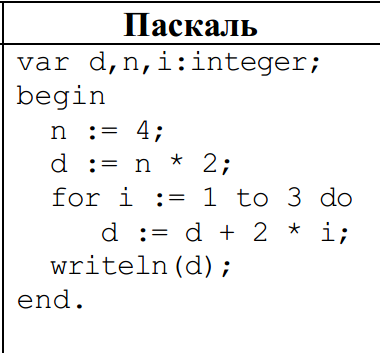 Паскаль
var d,n,i:integer;
begin
  n := 4;
  d := n * 2;
  for i := 1 to 3 do
     d := d + 2 * i;
  writeln(d);
end.